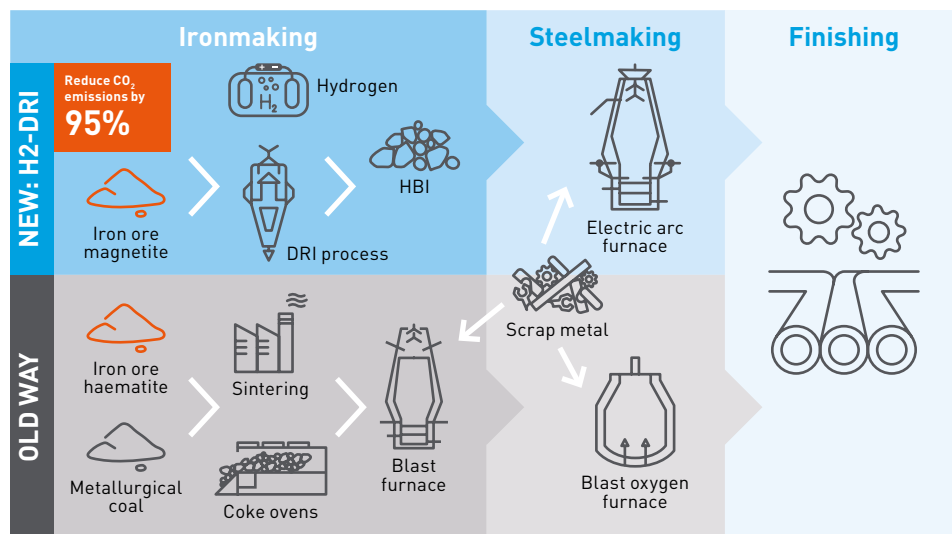 Ironmaking
Steelmaking
Finishing
NEW: H2-DRI
Reduce CO₂
emissions by
95%
H₂
Hydrogen
Iron ore
magnetite
DRI process
HBI
Electric arc
furnace
Scrap metal
OLD WAY
Iron ore
haematite
Sintering
Metallurgical
coal
Coke ovens
Blast
furnace
Blast oxygen
furnace